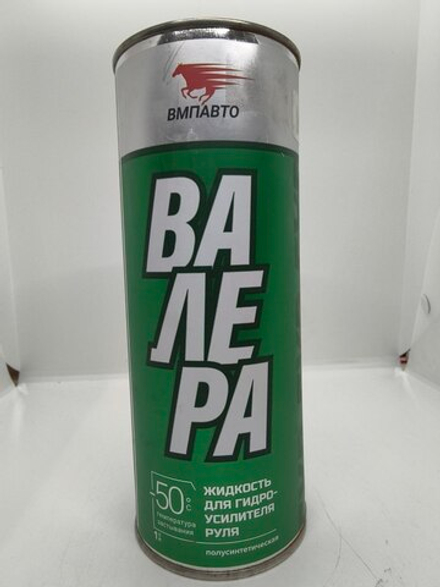 ВМПАВТО
ВА
ЛЕ
РА
-50°C
температура
застывания
1л
ЖИДКОСТЬ
ДЛЯ ГИДРО-
УСИЛИТЕЛЯ
РУЛЯ
полусинтетическая